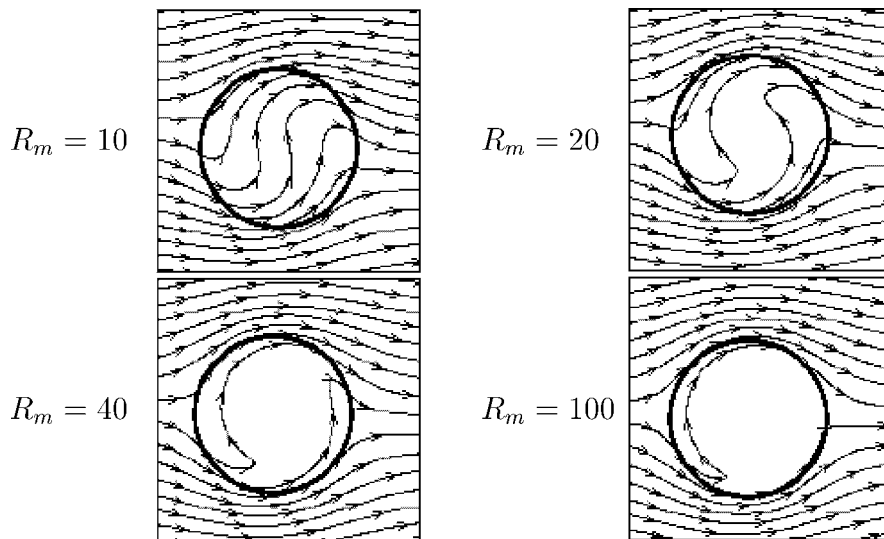 R_m = 10
R_m = 20
R_m = 40
R_m = 100